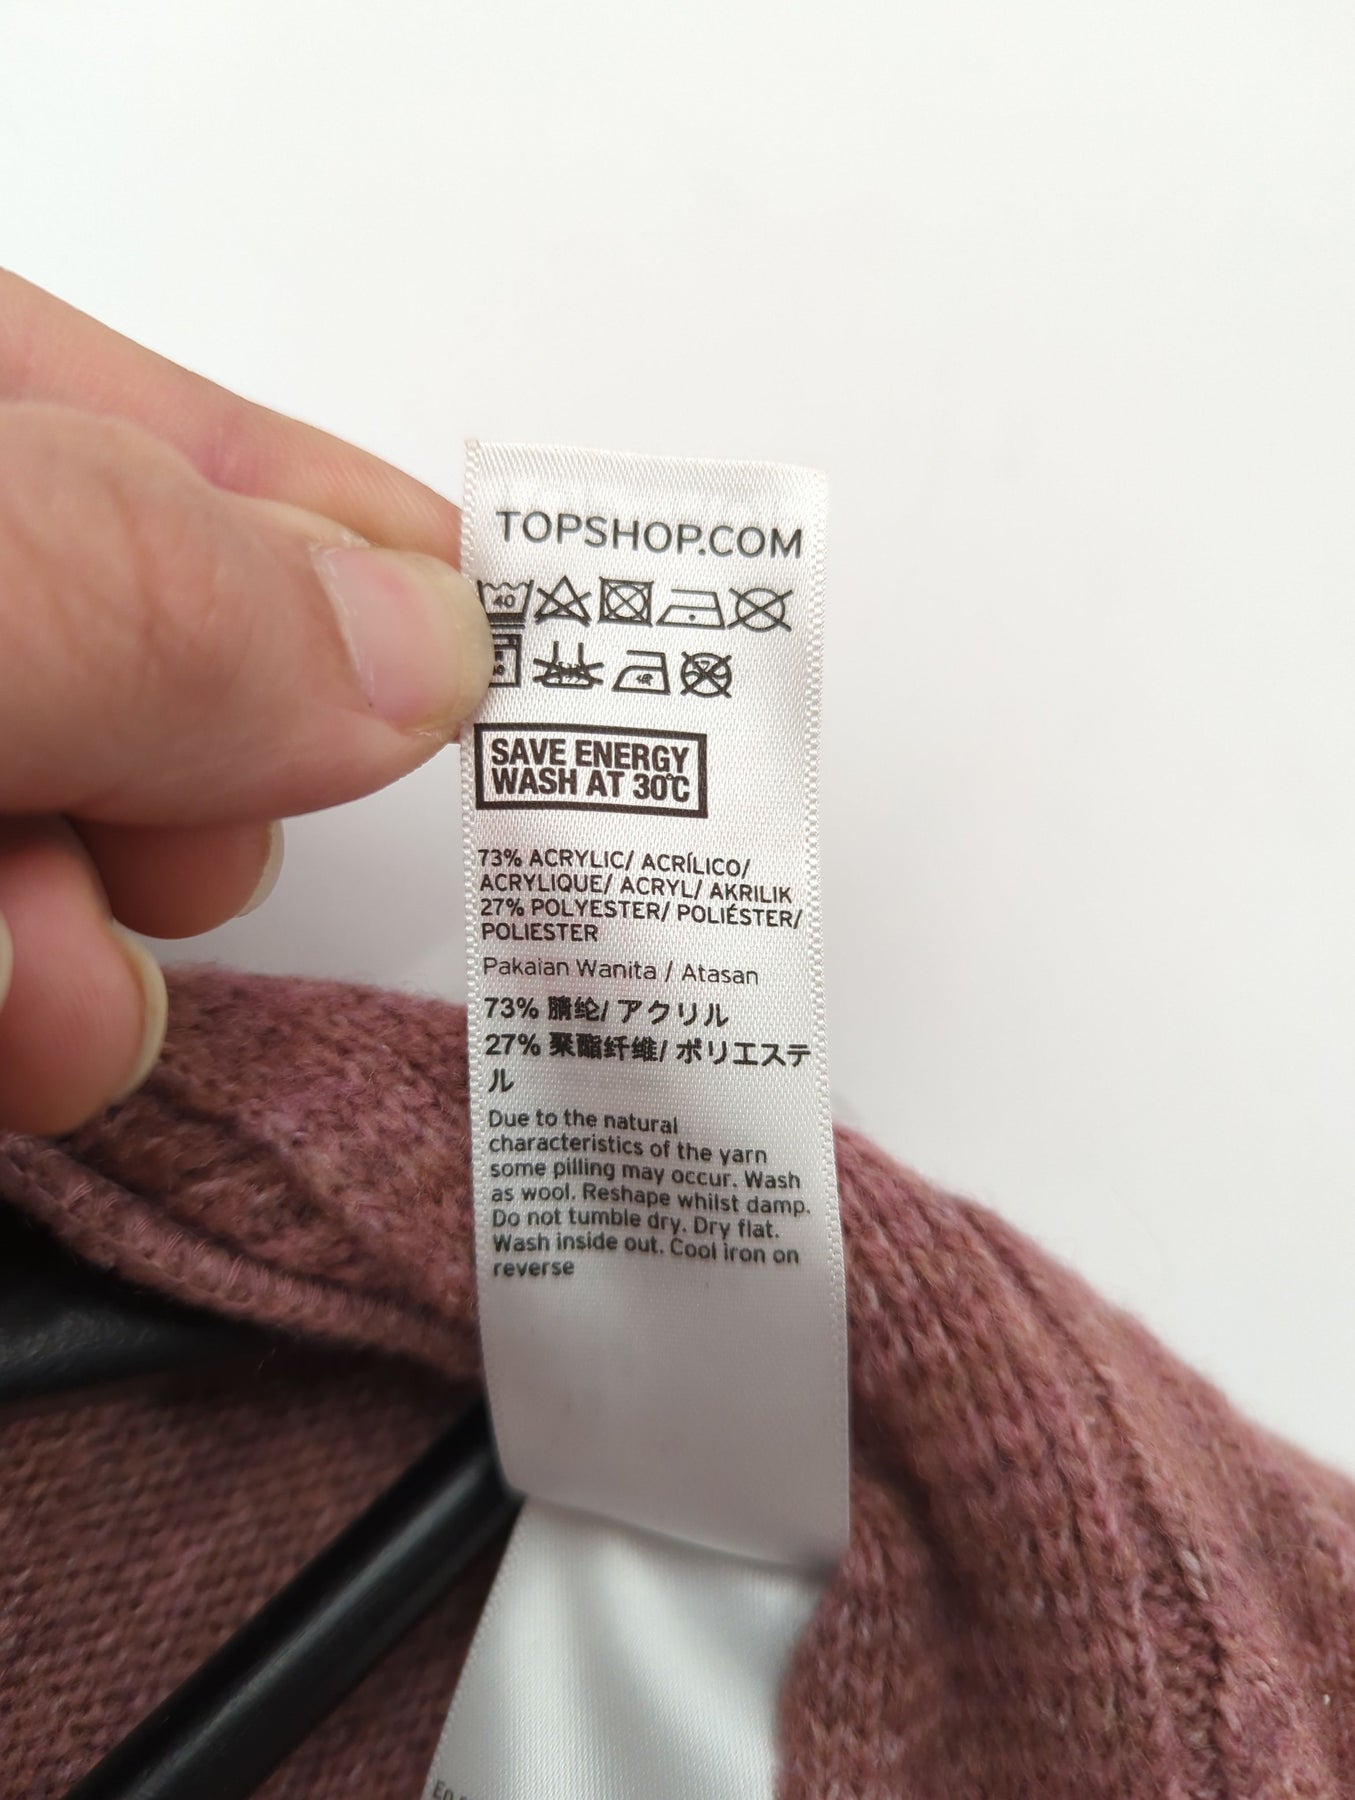 TOPSHOP.COM
40
SAVE ENERGY
WASH AT 30°C
73% ACRYLIC/ ACRÍLICO/
ACRYLIQUE/ ACRYL/ AKRILIK
27% POLYESTER/ POLIÉSTER/
POLIESTER
Pakaian Wanita / Atasan
73% 腈纶/ アクリル
27% 聚酯纤维/ ポリエステ
ル
Due to the natural
characteristics of the yarn
some pilling may occur. Wash
as wool. Reshape whilst damp.
Do not tumble dry. Dry flat.
Wash inside out. Cool iron on
reverse